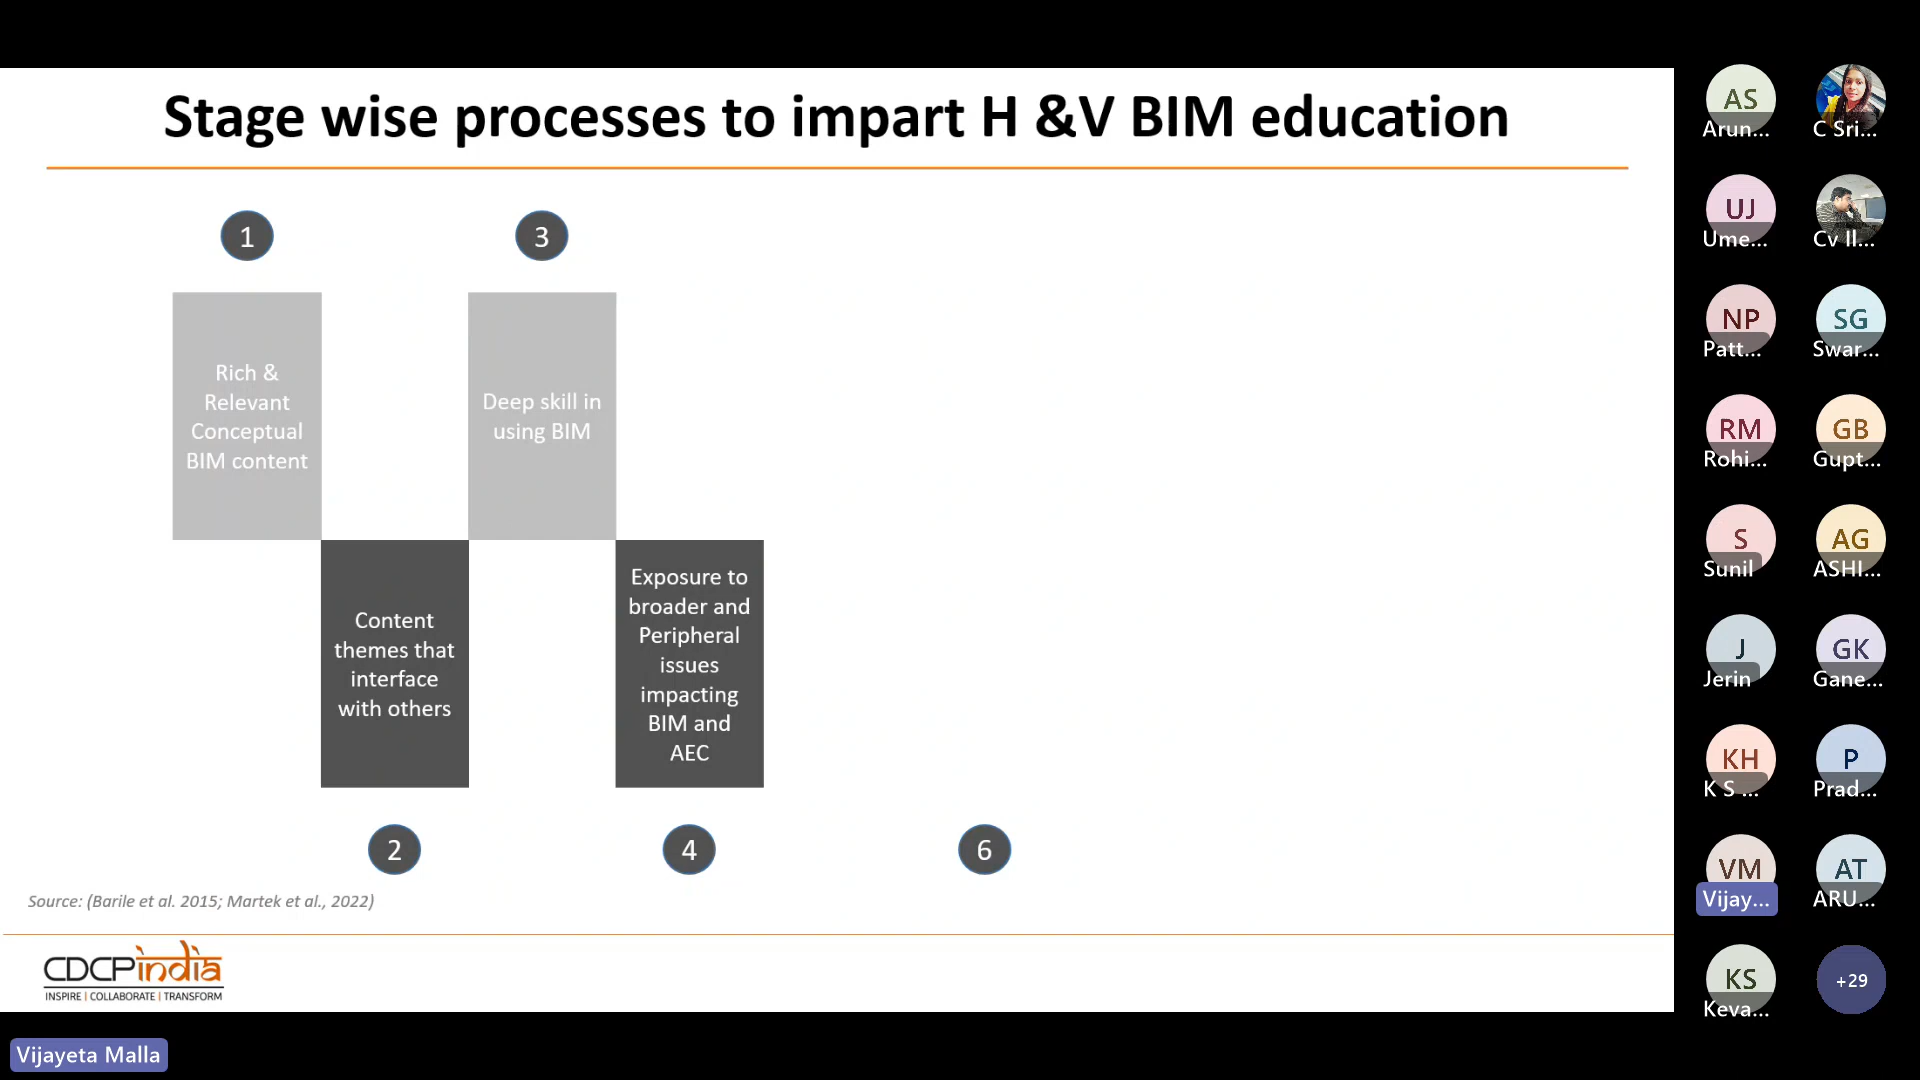 Stage wise processes to impart H &V BIM education
1
3
Rich &
Relevant
Conceptual
BIM content
Deep skill in
using BIM
Content
themes that
interface
with others
Exposure to
broader and
Peripheral
issues
impacting
BIM and
AEC
2
4
6
Source: (Barile et al. 2015; Martek et al., 2022)
CDCPindia
INSPIRE | COLLABORATE | TRANSFORM
Vijayeta Malla
AS
Arun...
C Sri...
UJ
Ume...
Cv Il...
NP
Patt...
SG
Swar...
RM
Rohi...
GB
Gupt...
S
Sunil
AG
ASHI...
J
Jerin
GK
Gane...
KH
K S ...
P
Prad...
VM
Vijay...
AT
ARU...
KS
Keva...
+29